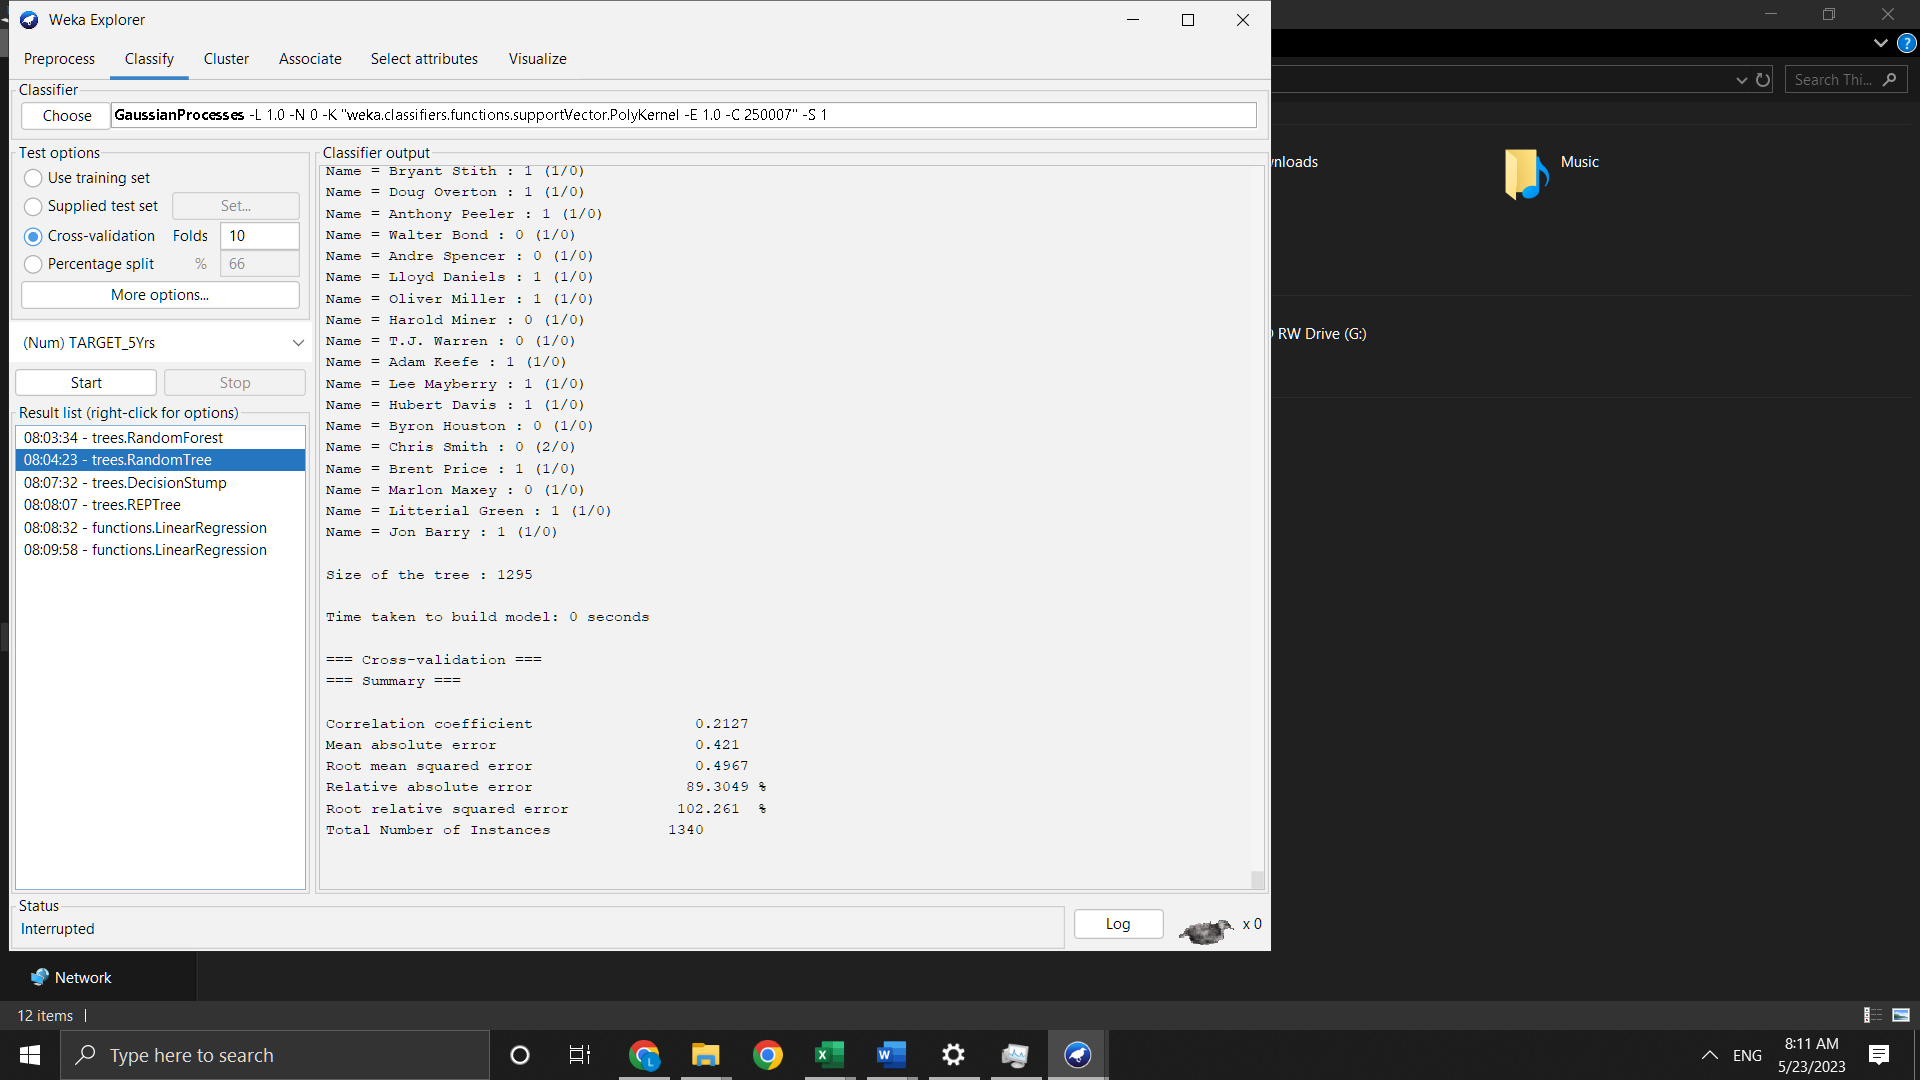 Weka Explorer
Preprocess Classify Cluster Associate Select attributes Visualize
Classifier
Choose GaussianProcesses -L 1.0 -N 0 -K "weka.classifiers.functions.supportVector.PolyKernel -E 1.0 -C 250007" -S 1
Test options
Use training set
Supplied test set Set...
Cross-validation Folds 10
Percentage split % 66
More options...
(Num) TARGET_5Yrs
Start Stop
Result list (right-click for options)
08:03:34 - trees.RandomForest
08:04:23 - trees.RandomTree
08:07:32 - trees.DecisionStump
08:08:07 - trees.REPTree
08:08:32 - functions.LinearRegression
08:09:58 - functions.LinearRegression
Classifier output
Name = Bryant Stith : 1 (1/0)
Name = Doug Overton : 1 (1/0)
Name = Anthony Peeler : 1 (1/0)
Name = Walter Bond : 0 (1/0)
Name = Andre Spencer : 0 (1/0)
Name = Lloyd Daniels : 1 (1/0)
Name = Oliver Miller : 1 (1/0)
Name = Harold Miner : 0 (1/0)
Name = T.J. Warren : 0 (1/0)
Name = Adam Keefe : 1 (1/0)
Name = Lee Mayberry : 1 (1/0)
Name = Hubert Davis : 1 (1/0)
Name = Byron Houston : 0 (1/0)
Name = Chris Smith : 0 (2/0)
Name = Brent Price : 1 (1/0)
Name = Marlon Maxey : 0 (1/0)
Name = Litterial Green : 1 (1/0)
Name = Jon Barry : 1 (1/0)
Size of the tree : 1295
Time taken to build model: 0 seconds
=== Cross-validation ===
=== Summary ===
Correlation coefficient 0.2127
Mean absolute error 0.421
Root mean squared error 0.4967
Relative absolute error 89.3049 %
Root relative squared error 102.261 %
Total Number of Instances 1340
Status
Interrupted
Log
x 0
?
Search Thi...
nloads
Music
RW Drive (G:)
Network
12 items
Type here to search
L
ENG
8:11 AM
5/23/2023